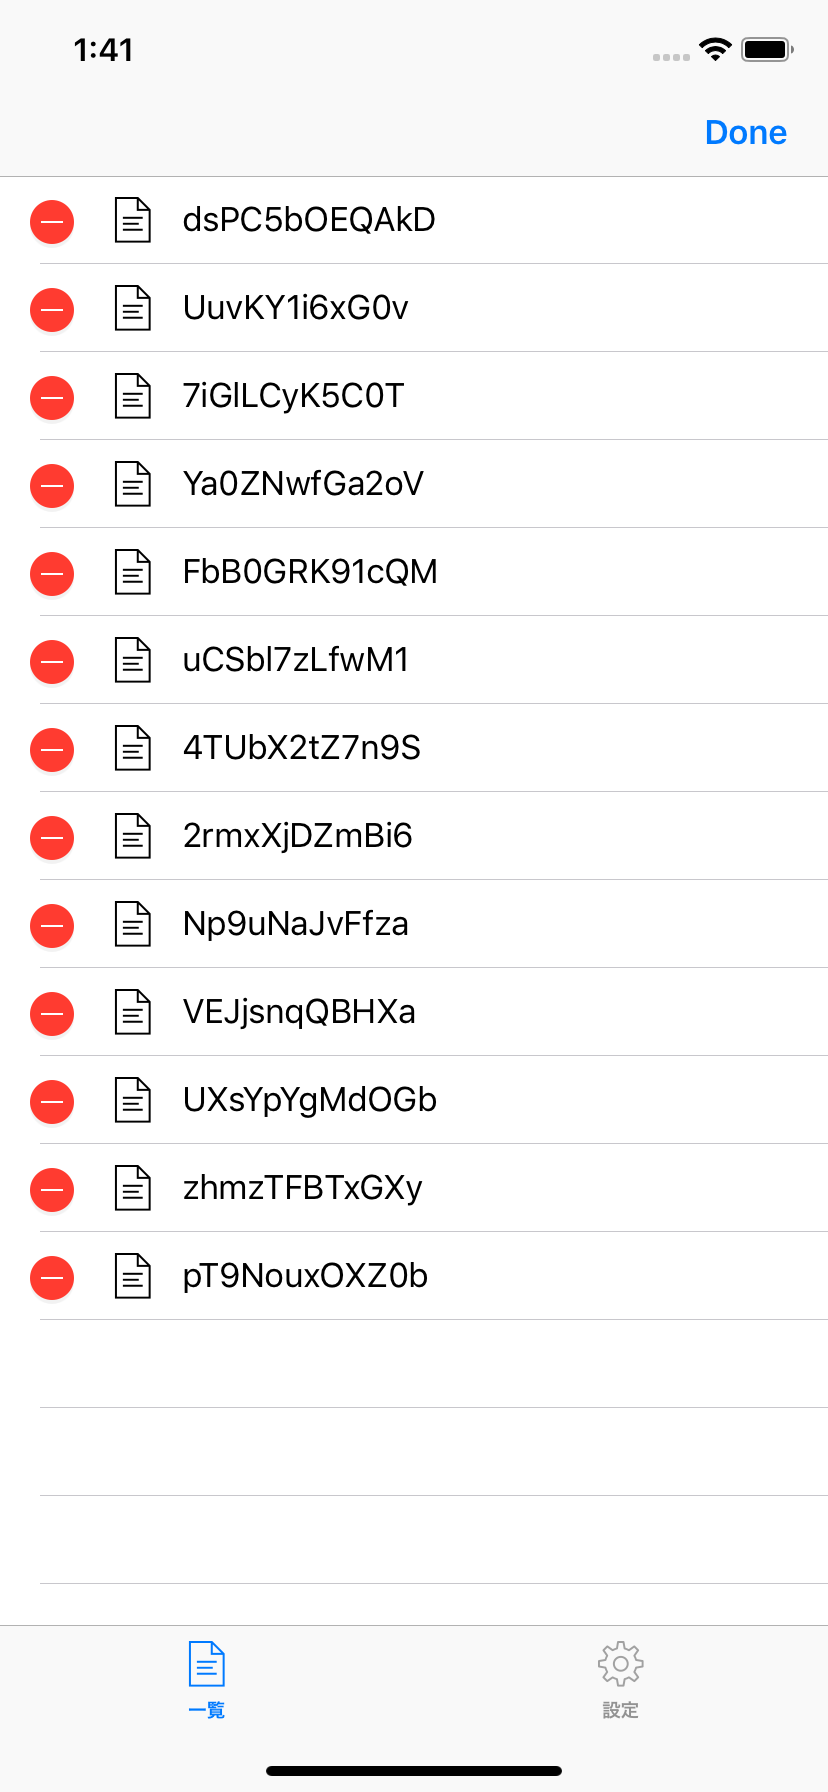 1:41
Done
dsPC5bOEQAkD
UuvKY1i6xG0v
7iGlLCyK5C0T
Ya0ZNwfGa2oV
FbB0GRK91cQM
uCSbl7zLfwM1
4TUbX2tZ7n9S
2rmxXjDZmBi6
Np9uNaJvFfza
VEJjsnqQBHXa
UXsYpYgMdOGb
zhmzTFBTxGXy
pT9NouxOXZ0b
一覧
設定